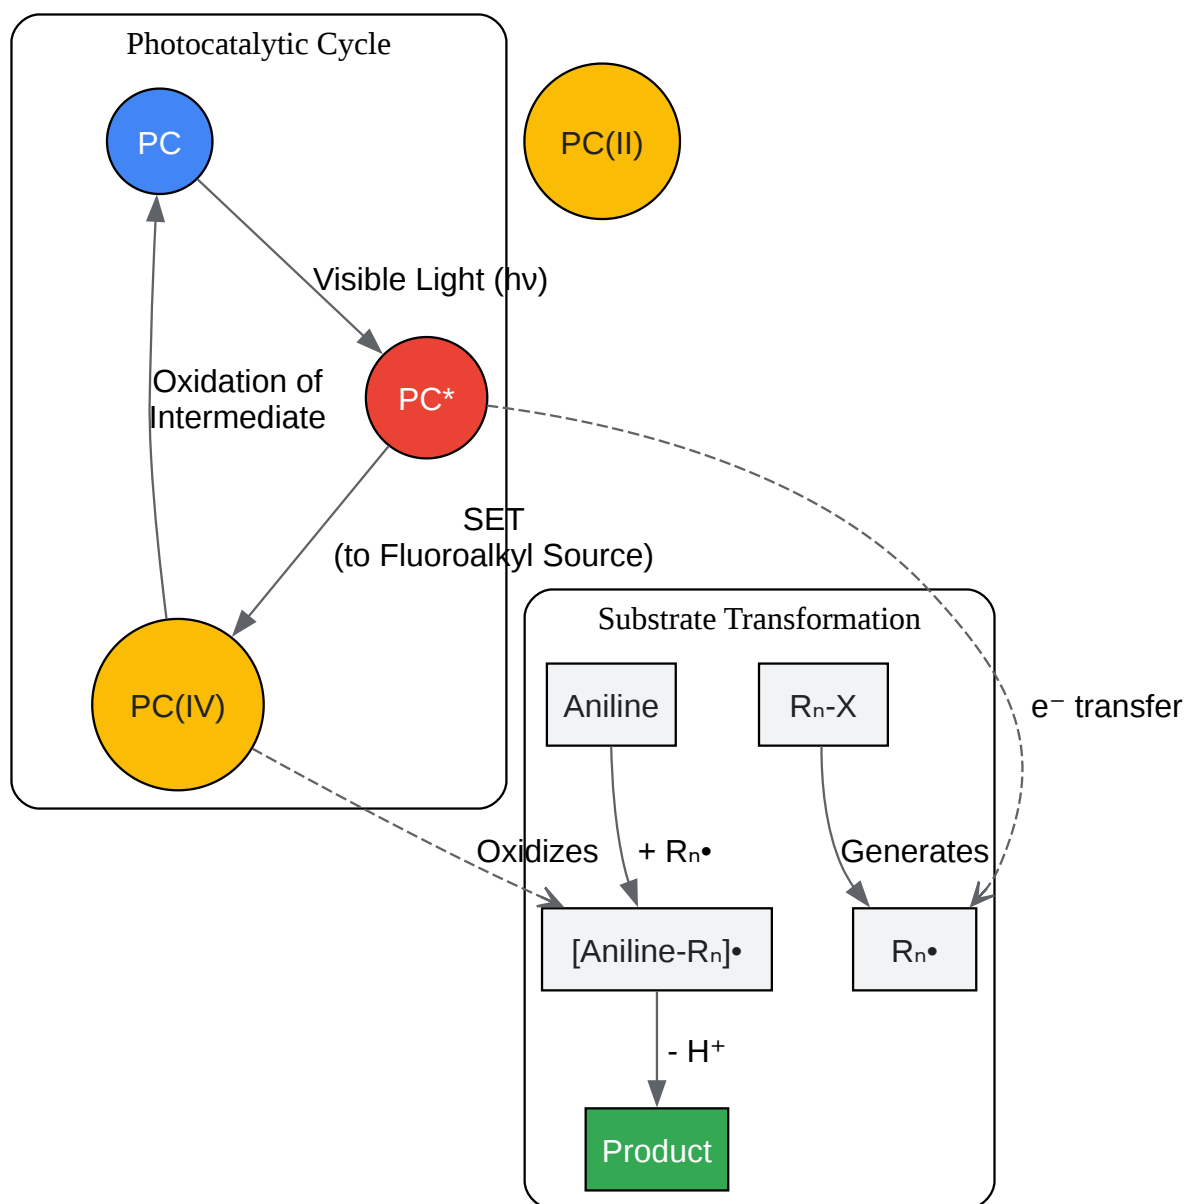 Photocatalytic Cycle
PC
PC(II)
Visible Light (hν)
Oxidation of
Intermediate
PC*
SET
(to Fluoroalkyl Source)
Substrate Transformation
PC(IV)
Aniline
Rₙ-X
e⁻ transfer
Oxidizes
+ Rₙ•
Generates
[Aniline-Rₙ]•
Rₙ•
- H⁺
Product